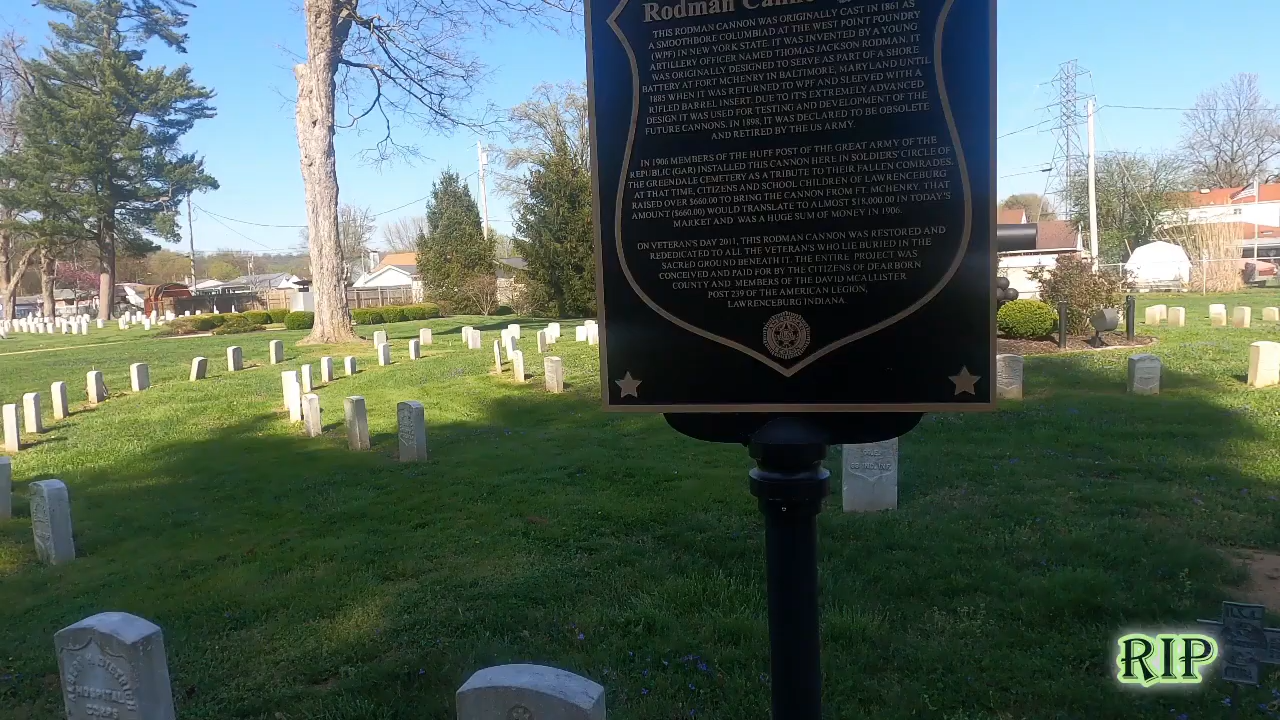 Rodman Cannon
THIS RODMAN CANNON WAS ORIGINALLY CAST IN 1861 AS
A SMOOTHBORE COLUMBIAD AT THE WEST POINT FOUNDRY
(WPF) IN NEW YORK STATE. IT WAS INVENTED BY A YOUNG
ARTILLERY OFFICER NAMED THOMAS JACKSON RODMAN. IT
WAS ORIGINALLY DESIGNED TO SERVE AS PART OF A SHORE
BATTERY AT FORT MCHENRY IN BALTIMORE, MARYLAND UNTIL
1885 WHEN IT WAS RETURNED TO WPF AND SLEEVED WITH A
RIFLED BARREL INSERT. DUE TO IT'S EXTREMELY ADVANCED
DESIGN IT WAS USED FOR TESTING AND DEVELOPMENT OF THE
FUTURE CANNONS. IN 1898, IT WAS DECLARED TO BE OBSOLETE
AND RETIRED BY THE US ARMY.
IN 1906 MEMBERS OF THE HUFF POST OF THE GREAT ARMY OF THE
REPUBLIC (GAR) INSTALLED THIS CANNON HERE IN SOLDIERS' CIRCLE OF
THE GREENDALE CEMETERY AS A TRIBUTE TO THEIR FALLEN COMRADES.
AT THAT TIME, CITIZENS AND SCHOOL CHILDREN OF LAWRENCEBURG
RAISED OVER $660.00 TO BRING THE CANNON FROM FT. MCHENRY. THAT
AMOUNT ($660.00) WOULD TRANSLATE TO ALMOST $18,000.00 IN TODAY'S
MARKET AND WAS A HUGE SUM OF MONEY IN 1906.
ON VETERAN'S DAY 2011, THIS RODMAN CANNON WAS RESTORED AND
REDEDICATED TO ALL THE VETERAN'S WHO LIE BURIED IN THE
SACRED GROUND BENEATH IT. THE ENTIRE PROJECT WAS
CONCEIVED AND PAID FOR BY THE CITIZENS OF DEARBORN
COUNTY AND MEMBERS OF THE DAVID MCALLISTER
POST 239 OF THE AMERICAN LEGION,
LAWRENCEBURG INDIANA.
IND. INF.
HOSPITAL
CORPS
RIP